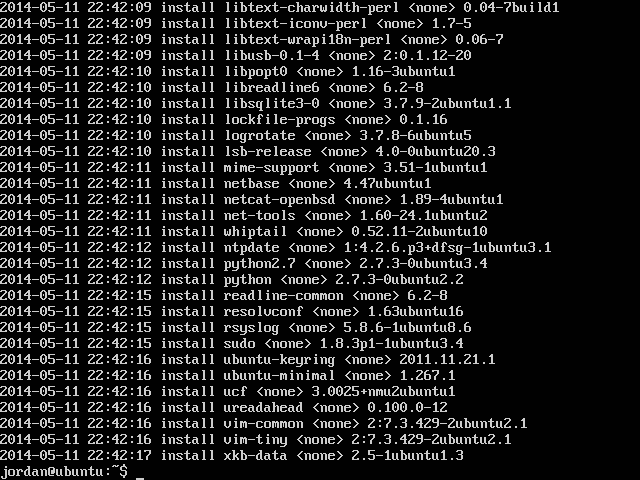 2014-05-11 22:42:09 install libtext-charwidth-perl <none> 0.04-7build1
2014-05-11 22:42:09 install libtext-iconv-perl <none> 1.7-5
2014-05-11 22:42:09 install libtext-wrapi18n-perl <none> 0.06-7
2014-05-11 22:42:09 install libusb-0.1-4 <none> 2:0.1.12-20
2014-05-11 22:42:10 install libpopt0 <none> 1.16-3ubuntu1
2014-05-11 22:42:10 install libreadline6 <none> 6.2-8
2014-05-11 22:42:10 install libsqlite3-0 <none> 3.7.9-2ubuntu1.1
2014-05-11 22:42:10 install lockfile-progs <none> 0.1.16
2014-05-11 22:42:10 install logrotate <none> 3.7.8-6ubuntu5
2014-05-11 22:42:10 install lsb-release <none> 4.0-0ubuntu20.3
2014-05-11 22:42:11 install mime-support <none> 3.51-1ubuntu1
2014-05-11 22:42:11 install netbase <none> 4.47ubuntu1
2014-05-11 22:42:11 install netcat-openbsd <none> 1.89-4ubuntu1
2014-05-11 22:42:11 install net-tools <none> 1.60-24.1ubuntu2
2014-05-11 22:42:11 install whiptail <none> 0.52.11-2ubuntu10
2014-05-11 22:42:12 install ntpdate <none> 1:4.2.6.p3+dfsg-1ubuntu3.1
2014-05-11 22:42:12 install python2.7 <none> 2.7.3-0ubuntu3.4
2014-05-11 22:42:12 install python <none> 2.7.3-0ubuntu2.2
2014-05-11 22:42:15 install readline-common <none> 6.2-8
2014-05-11 22:42:15 install resolvconf <none> 1.63ubuntu16
2014-05-11 22:42:15 install rsyslog <none> 5.8.6-1ubuntu8.6
2014-05-11 22:42:15 install sudo <none> 1.8.3p1-1ubuntu3.4
2014-05-11 22:42:16 install ubuntu-keyring <none> 2011.11.21.1
2014-05-11 22:42:16 install ubuntu-minimal <none> 1.267.1
2014-05-11 22:42:16 install ucf <none> 3.0025+nmu2ubuntu1
2014-05-11 22:42:16 install ureadahead <none> 0.100.0-12
2014-05-11 22:42:16 install vim-common <none> 2:7.3.429-2ubuntu2.1
2014-05-11 22:42:16 install vim-tiny <none> 2:7.3.429-2ubuntu2.1
2014-05-11 22:42:17 install xkb-data <none> 2.5-1ubuntu1.3
jordan@ubuntu:~$ _